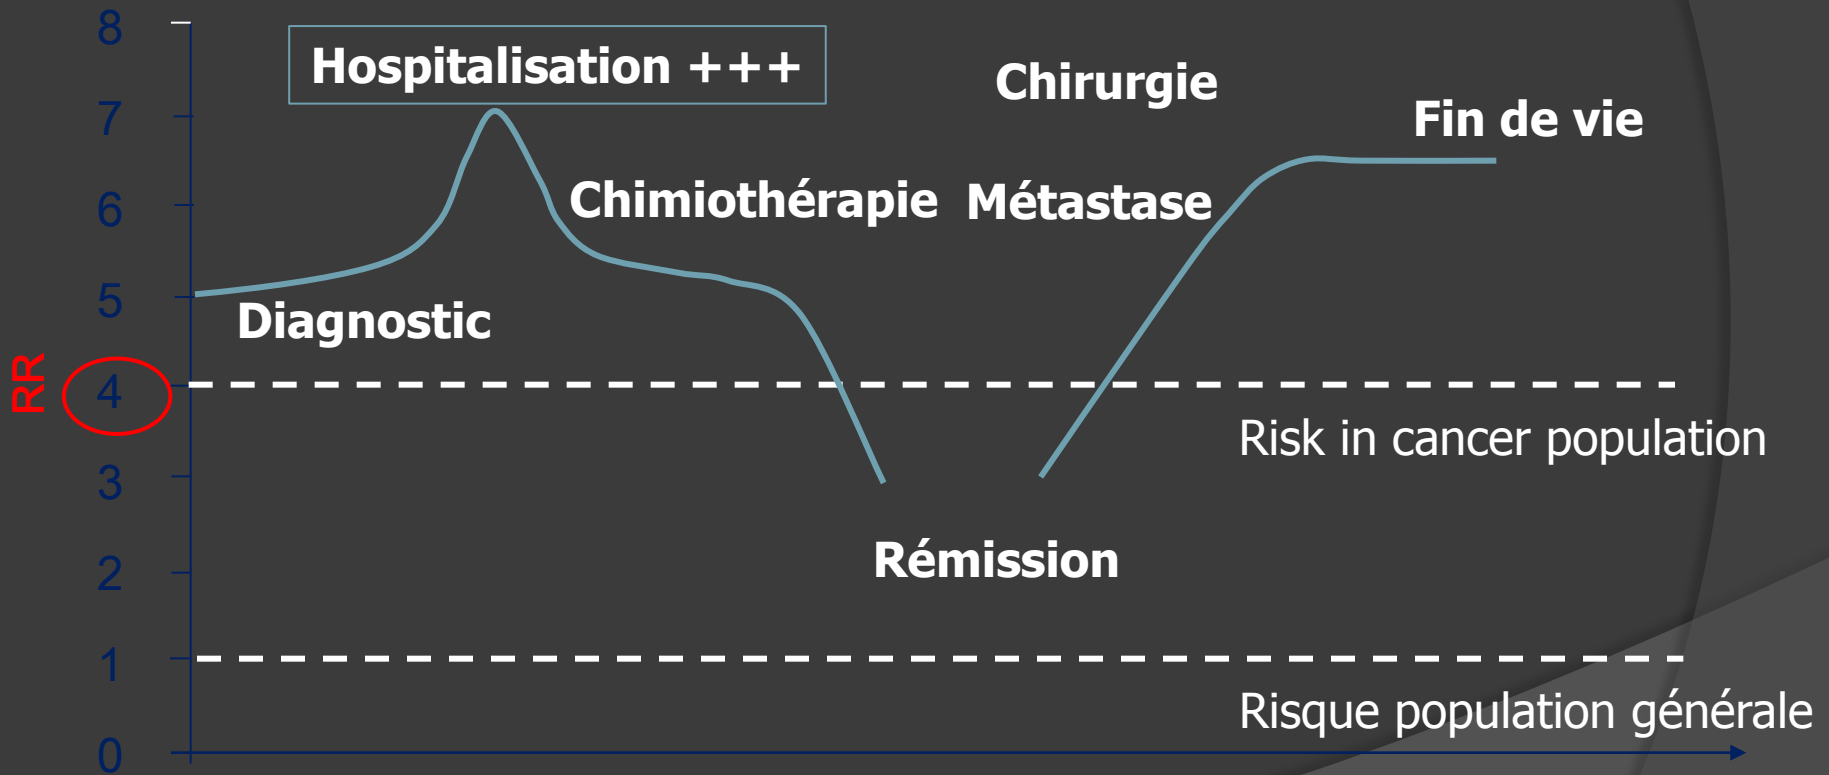 8
Hospitalisation +++
Chirurgie
7
Fin de vie
6
Chimiothérapie
Métastase
5
Diagnostic
RR
4
Risk in cancer population
3
Rémission
2
1
Risque population générale
0